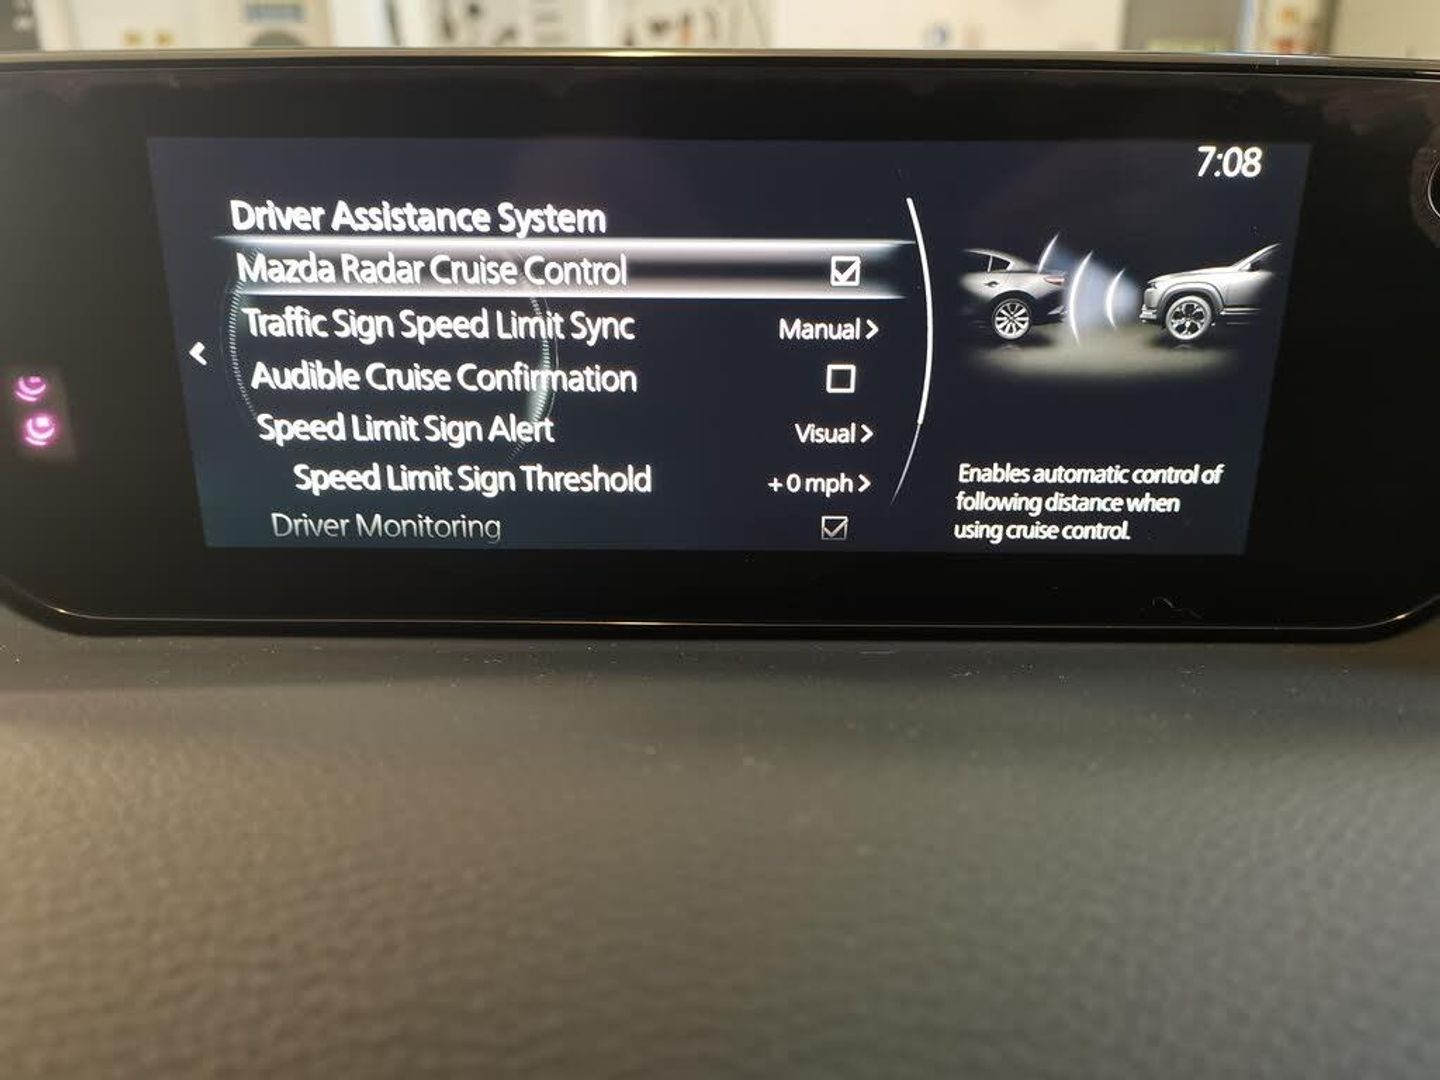 7:08
Driver Assistance System
Mazda Radar Cruise Control
Traffic Sign Speed Limit Sync Manual >
Audible Cruise Confirmation
Speed Limit Sign Alert Visual >
Speed Limit Sign Threshold +0 mph >
Driver Monitoring
Enables automatic control of
following distance when
using cruise control.